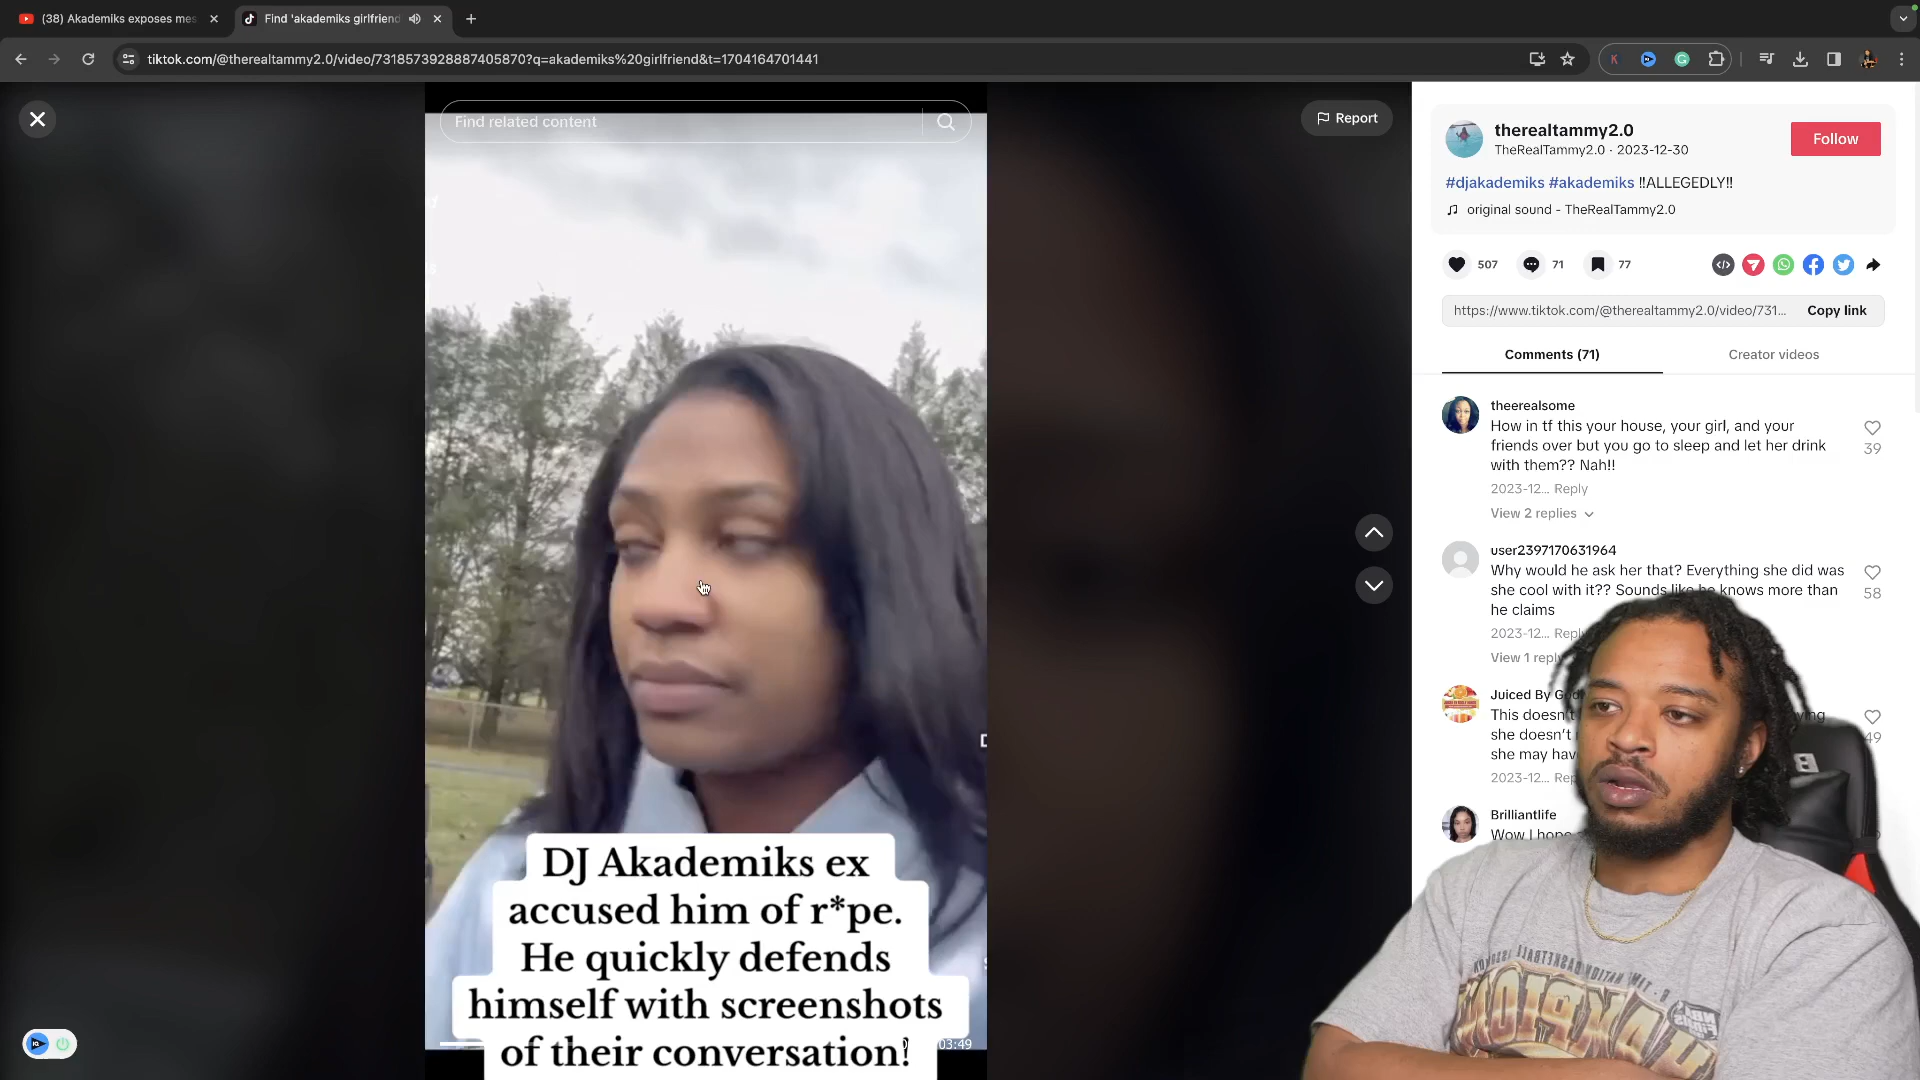 (38) Akademiks exposes mes
Find 'akademiks girlfriend
tiktok.com/@therealtammy2.0/video/7318573928887405870?q=akademiks%20girlfriend&t=1704164701441
Find related content
Report
therealtammy2.0
TheRealTammy2.0 · 2023-12-30
Follow
#djakademiks #akademiks ‼️ALLEGEDLY‼️
original sound - TheRealTammy2.0
507
71
77
https://www.tiktok.com/@therealtammy2.0/video/731...
Copy link
Comments (71)
Creator videos
theerealsome
How in tf this your house, your girl, and your
friends over but you go to sleep and let her drink
with them?? Nah!!
39
2023-12... Reply
View 2 replies
user2397170631964
Why would he ask her that? Everything she did was
she cool with it?? Sounds like he knows more than
he claims
58
2023-12...
View 1
Juiced By
This doesn't
she doesn't
she may
49
2023-12...
Brilliantlife
Wow I hope
DJ Akademiks ex
accused him of r*pe.
He quickly defends
himself with screenshots
of their conversation!
03:49